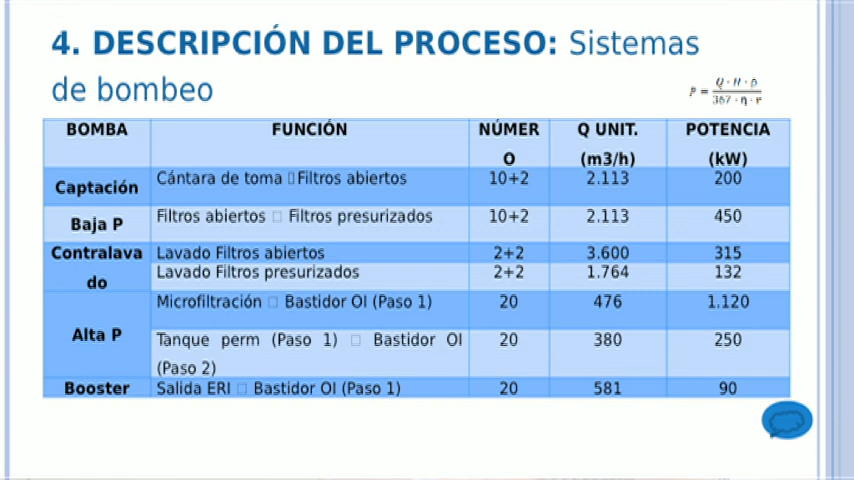 4. DESCRIPCIÓN DEL PROCESO: Sistemas
de bombeo
BOMBA FUNCIÓN NÚMERO Q UNIT. (m3/h) POTENCIA (kW)
Captación Cántara de toma Filtros abiertos 10+2 2.113 200
Baja P Filtros abiertos Filtros presurizados 10+2 2.113 450
Contralavado Lavado Filtros abiertos 2+2 3.600 315
Lavado Filtros presurizados 2+2 1.764 132
Alta P Microfiltración Bastidor OI (Paso 1) 20 476 1.120
Tanque perm (Paso 1) Bastidor OI
(Paso 2) 20 380 250
Booster Salida ERI Bastidor OI (Paso 1) 20 581 90